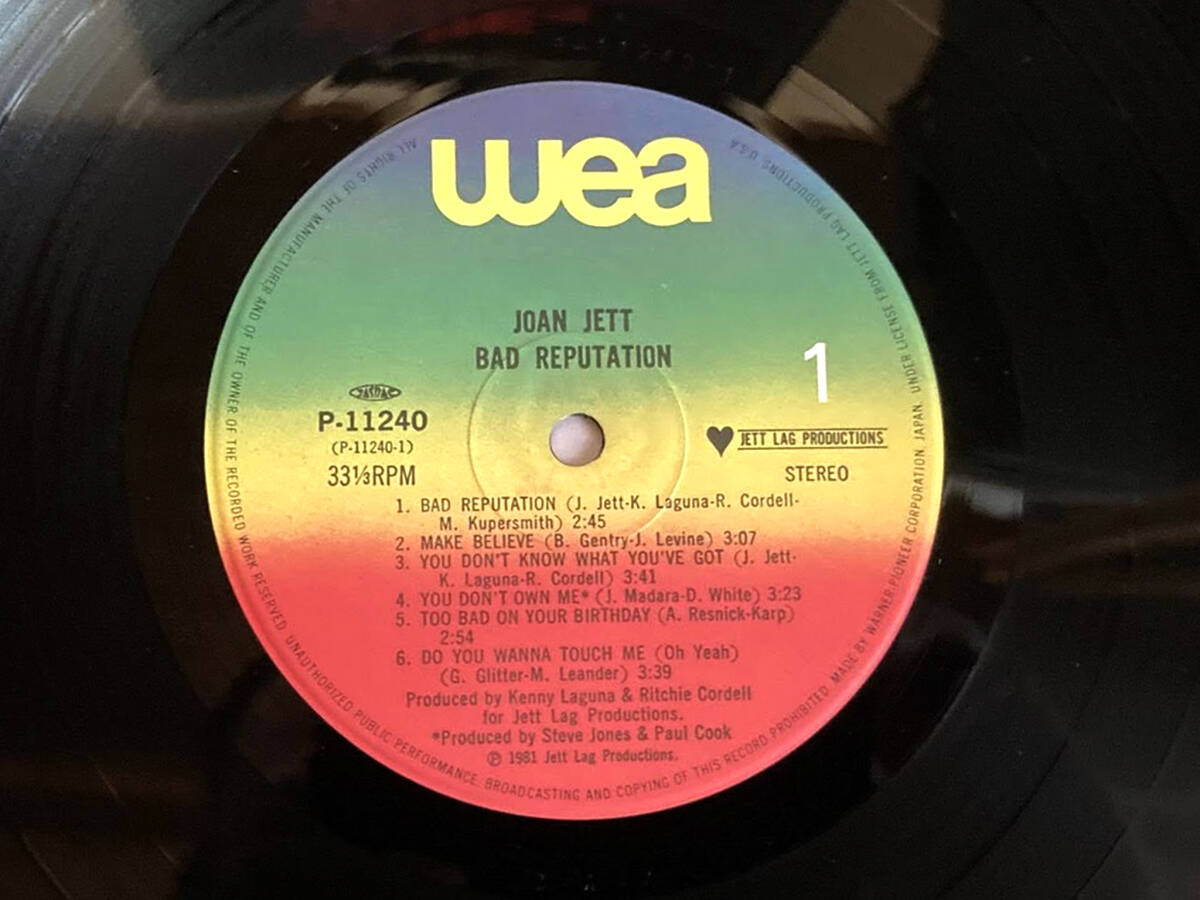 wea
JOAN JETT
BAD REPUTATION
1
JASRAC
P-11240
(P-11240-1)
33⅓RPM
JETT LAG PRODUCTIONS
STEREO
1. BAD REPUTATION (J. Jett-K. Laguna-R. Cordell-
M. Kupersmith) 2:45
2. MAKE BELIEVE (B. Gentry-J. Levine) 3:07
3. YOU DON'T KNOW WHAT YOU'VE GOT (J. Jett-
K. Laguna-R. Cordell) 3:41
4. YOU DON'T OWN ME* (J. Madara-D. White) 3:23
5. TOO BAD ON YOUR BIRTHDAY (A. Resnick-Karp)
2:54
6. DO YOU WANNA TOUCH ME (Oh Yeah)
(G. Glitter-M. Leander) 3:39
Produced by Kenny Laguna & Ritchie Cordell
for Jett Lag Productions.
*Produced by Steve Jones & Paul Cook
Ⓟ 1981 Jett Lag Productions.
ALL RIGHTS OF THE MANUFACTURER AND OF THE OWNER OF THE RECORDED WORK RESERVED. UNAUTHORIZED PUBLIC PERFORMANCE, BROADCASTING AND COPYING OF THIS RECORD PROHIBITED. MADE BY WARNER-PIONEER CORPORATION, JAPAN. UNDER LICENSE FROM JETT LAG PRODUCTIONS U.S.A.